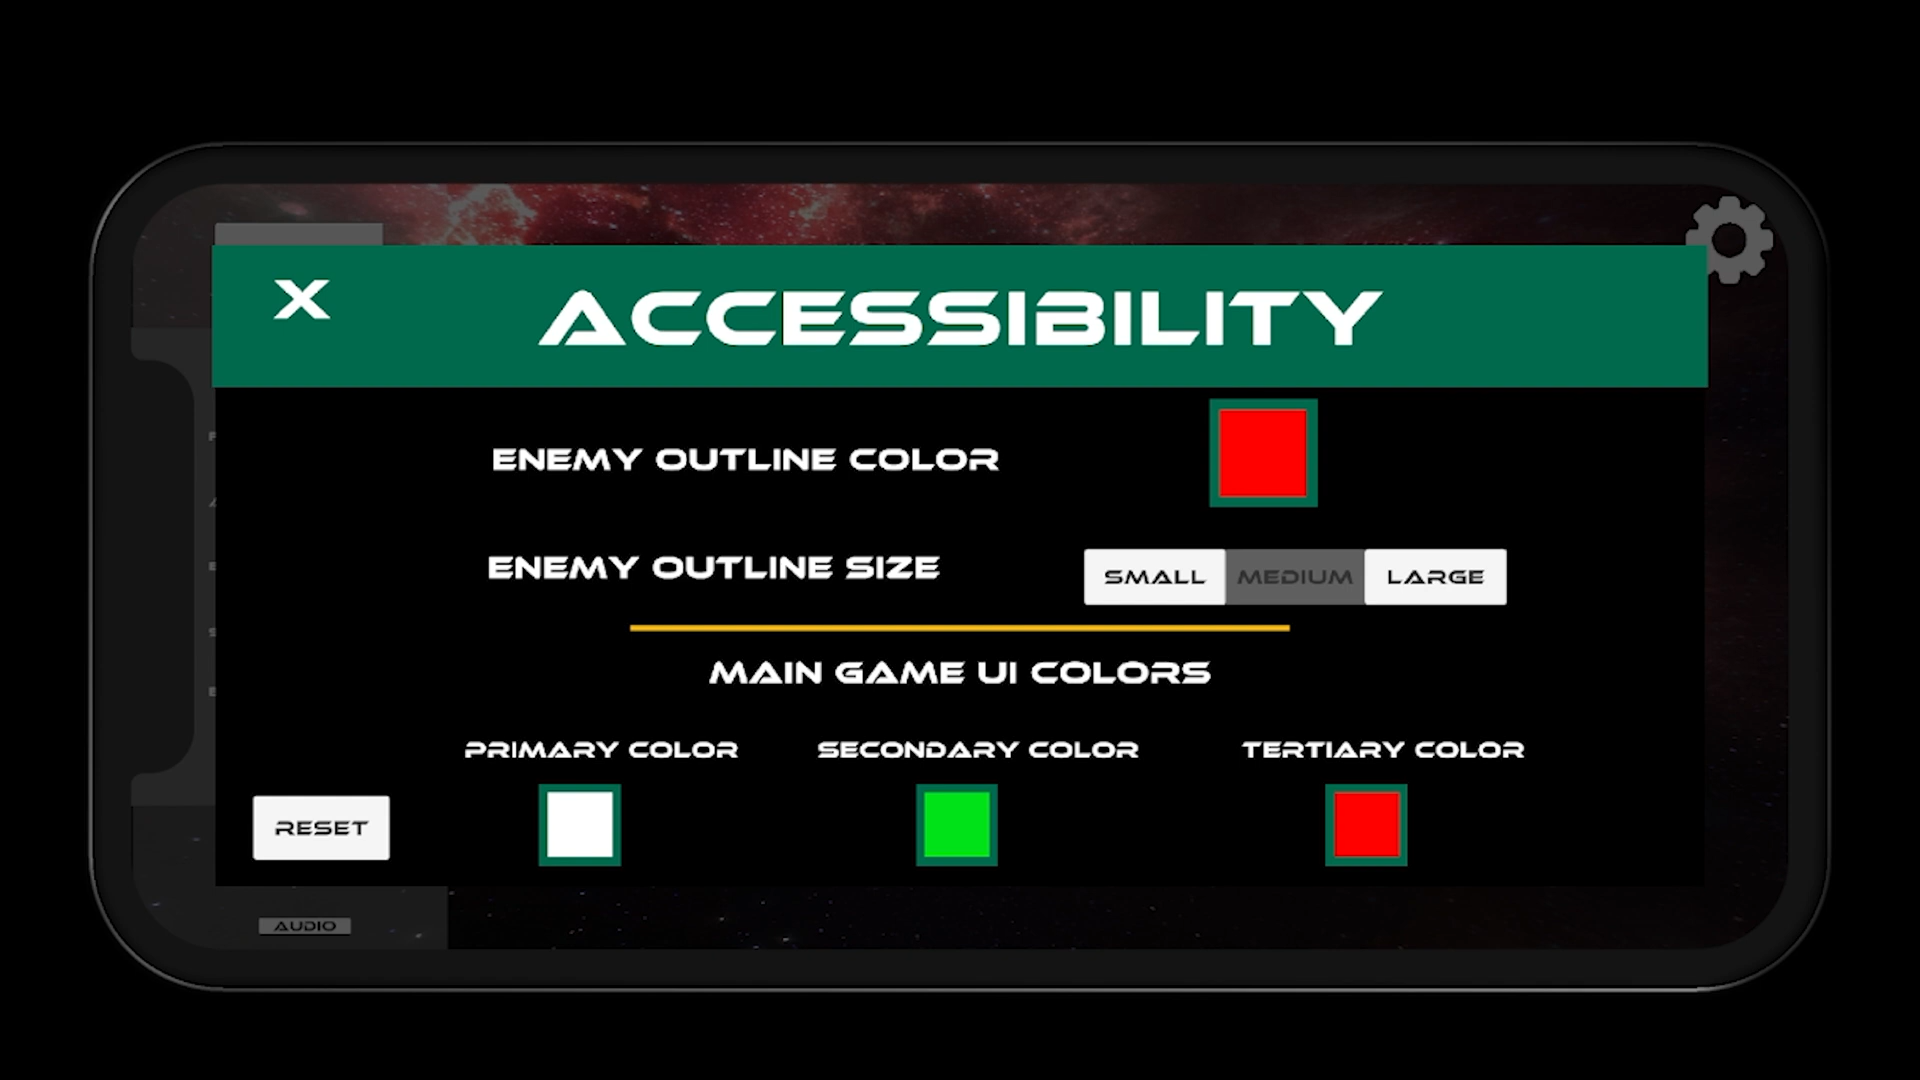 X
ACCESSIBILITY
ENEMY OUTLINE COLOR
ENEMY OUTLINE SIZE
SMALL MEDIUM LARGE
MAIN GAME UI COLORS
PRIMARY COLOR SECONDARY COLOR TERTIARY COLOR
RESET
AUDIO